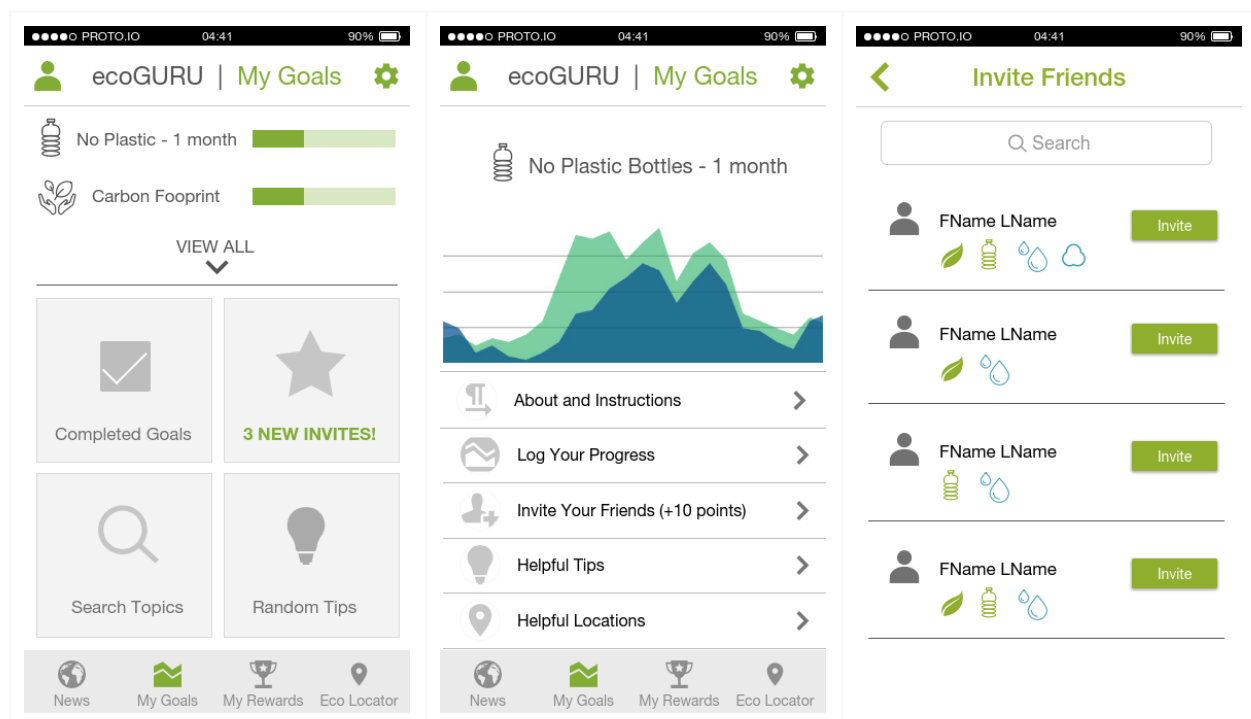 PROTO.IO 04:41 90%
ecoGURU | My Goals
No Plastic - 1 month
Carbon Fooprint
VIEW ALL
Completed Goals
3 NEW INVITES!
Search Topics
Random Tips
News My Goals My Rewards Eco Locator
PROTO.IO 04:41 90%
ecoGURU | My Goals
No Plastic Bottles - 1 month
About and Instructions
Log Your Progress
Invite Your Friends (+10 points)
Helpful Tips
Helpful Locations
News My Goals My Rewards Eco Locator
PROTO.IO 04:41 90%
Invite Friends
Search
FName LName Invite
FName LName Invite
FName LName Invite
FName LName Invite